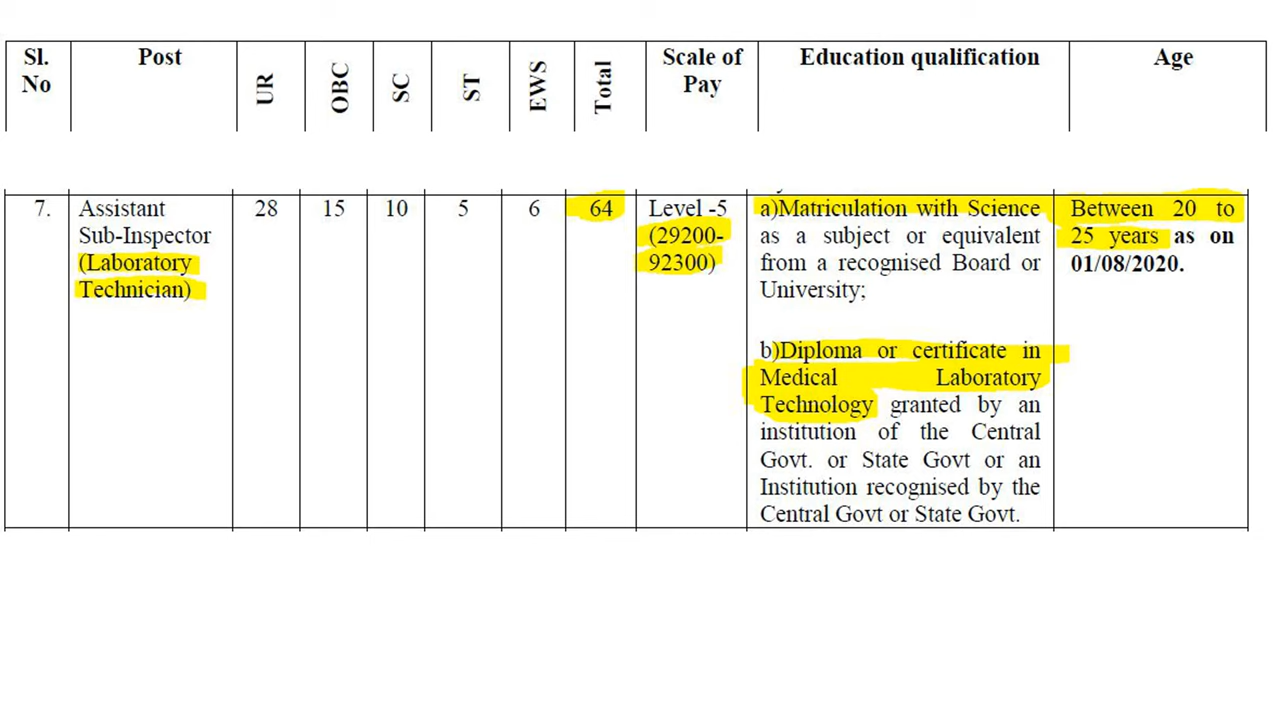 Sl. No
Post
UR
OBC
SC
ST
EWS
Total
Scale of
Pay
Education qualification
Age
7.
Assistant
Sub-Inspector
(Laboratory
Technician)
28
15
10
5
6
64
Level -5
(29200-
92300)
a)Matriculation with Science
as a subject or equivalent
from a recognised Board or
University;
b)Diploma or certificate in
Medical Laboratory
Technology granted by an
institution of the Central
Govt. or State Govt or an
Institution recognised by the
Central Govt or State Govt.
Between 20 to
25 years as on
01/08/2020.